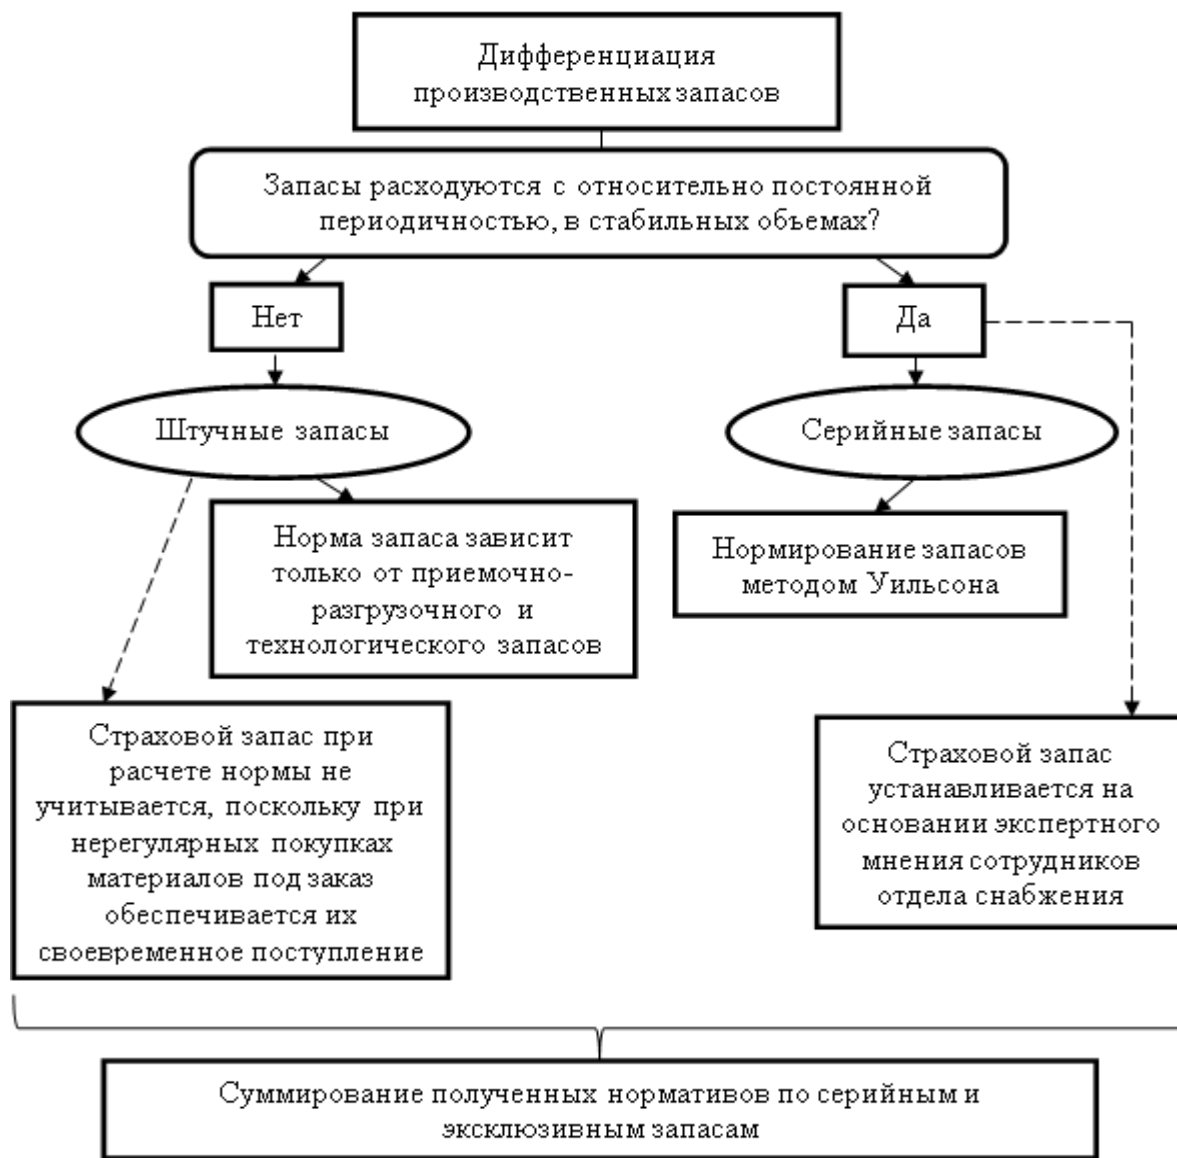 Дифференциация
производственных запасов
Запасы расходуются с относительно постоянной
периодичностью, в стабильных объемах?
Нет
Да
Штучные запасы
Серийные запасы
Норма запаса зависит
только от приемочно-
разгрузочного и
технологического запасов
Нормирование запасов
методом Уильсона
Страховой запас при
расчете нормы не
учитывается, поскольку при
нерегулярных покупках
материалов под заказ
обеспечивается их
своевременное поступление
Страховой запас
устанавливается на
основании экспертного
мнения сотрудников
отдела снабжения
Суммирование полученных нормативов по серийным и
эксклюзивным запасам